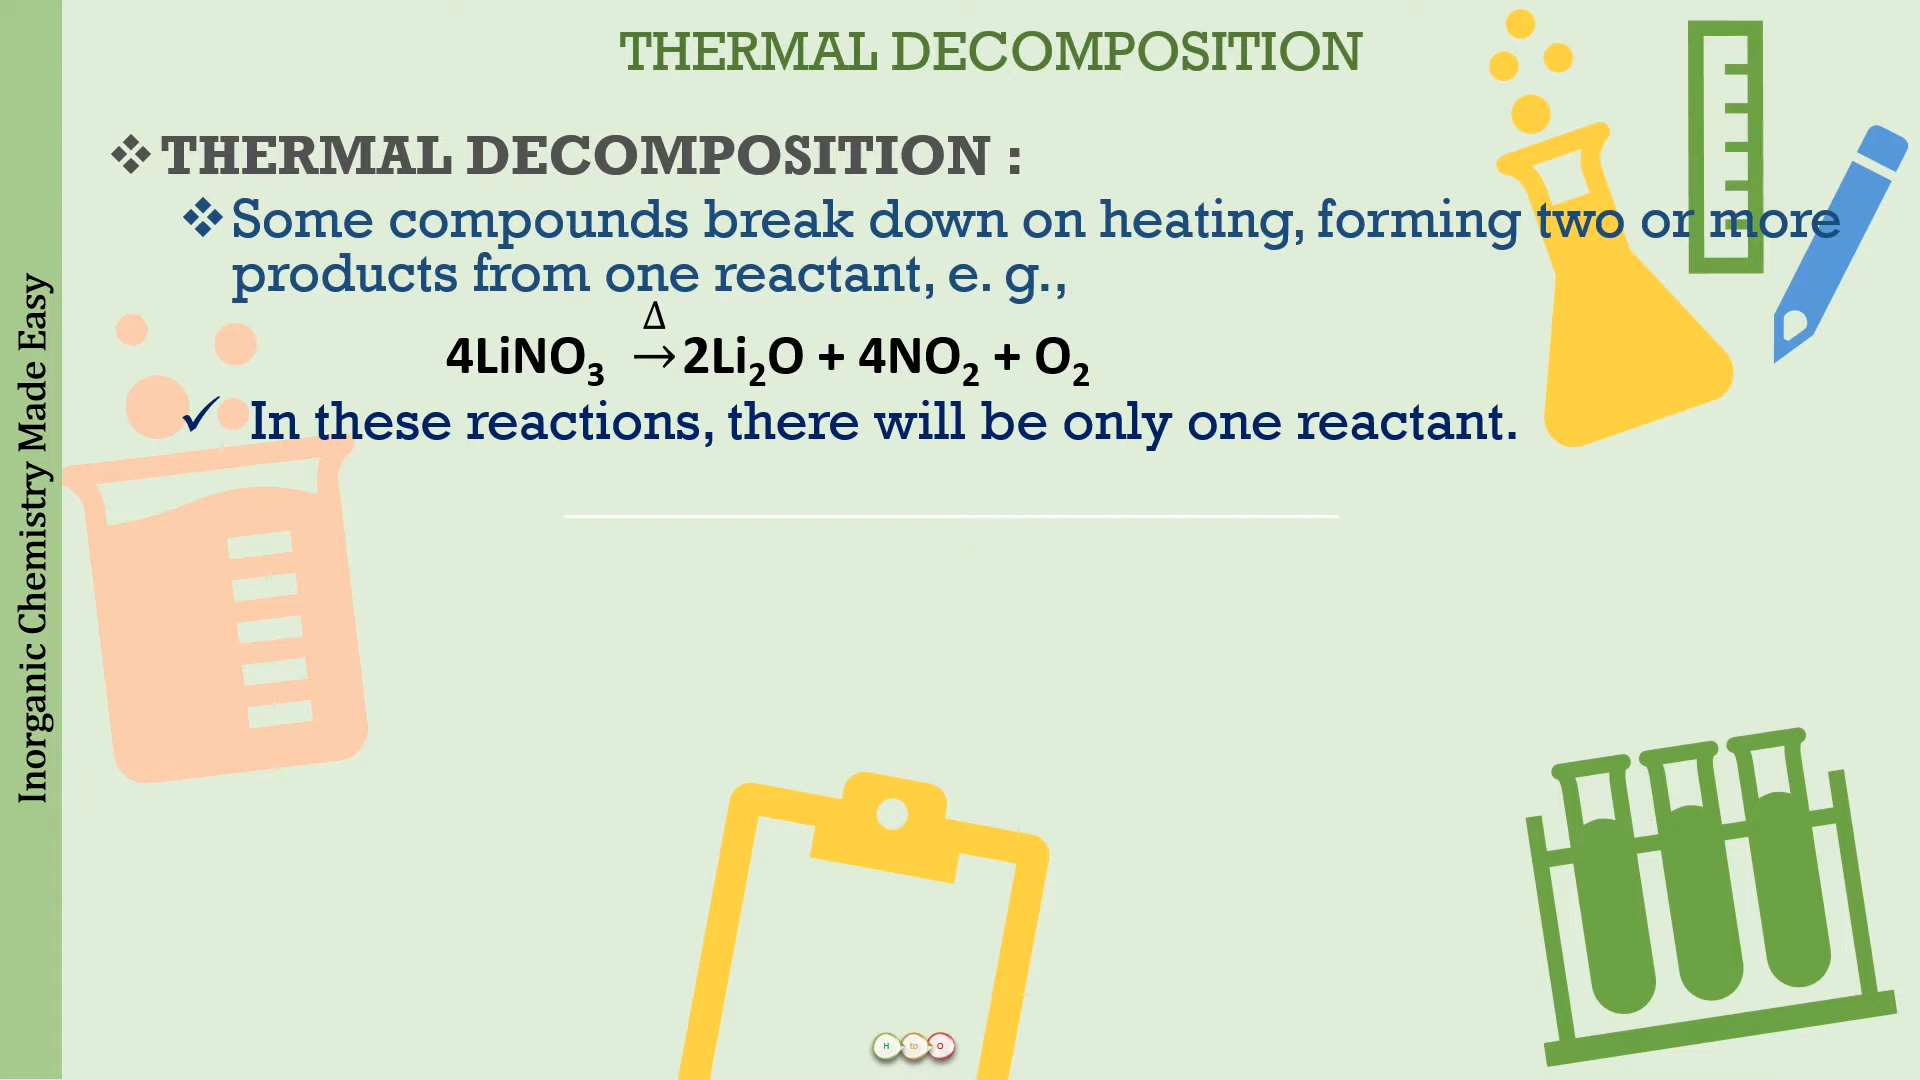 THERMAL DECOMPOSITION
❖ THERMAL DECOMPOSITION :
❖ Some compounds break down on heating, forming two or more
products from one reactant, e. g.,
Δ
4LiNO₃ → 2Li₂O + 4NO₂ + O₂
✓ In these reactions, there will be only one reactant.
Inorganic Chemistry Made Easy
H to O